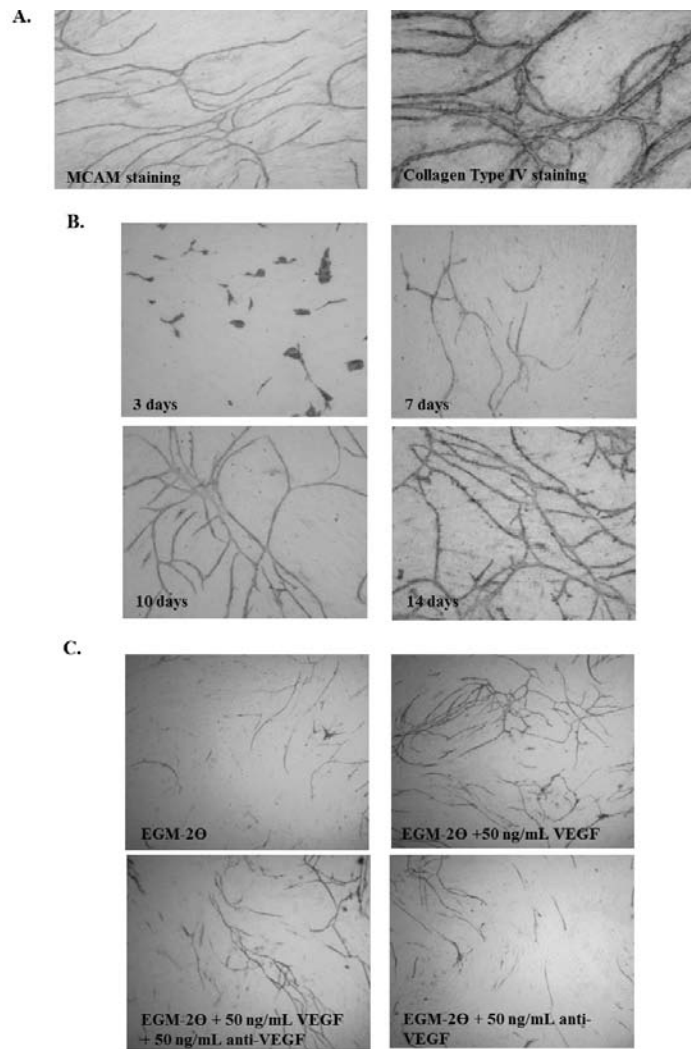 A.
MCAM staining
Collagen Type IV staining
B.
3 days
7 days
10 days
14 days
C.
EGM-2Θ
EGM-2Θ +50 ng/mL VEGF
EGM-2Θ + 50 ng/mL VEGF
+ 50 ng/mL anti-VEGF
EGM-2Θ + 50 ng/mL anti-
VEGF